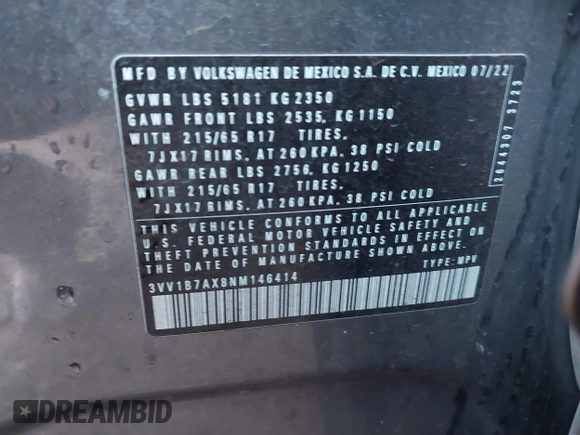 MFD BY VOLKSWAGEN DE MEXICO S.A. DE C.V. MEXICO 07/22
GVWR LBS 5181 KG 2350
GAWR FRONT LBS 2535, KG 1150
WITH 215/65 R17 TIRES.
7JX17 RIMS, AT 260 KPA, 38 PSI COLD
GAWR REAR LBS 2756, KG 1250
WITH 215/65 R17 TIRES.
7JX17 RIMS, AT 260 KPA, 38 PSI COLD
THIS VEHICLE CONFORMS TO ALL APPLICABLE
U.S. FEDERAL MOTOR VEHICLE SAFETY AND
THEFT PREVENTION STANDARDS IN EFFECT ON THE
DATE OF MANUFACTURE SHOWN ABOVE.
3VV1B7AX8NM146414 TYPE: MPV
2644307 3723
DREAMBID